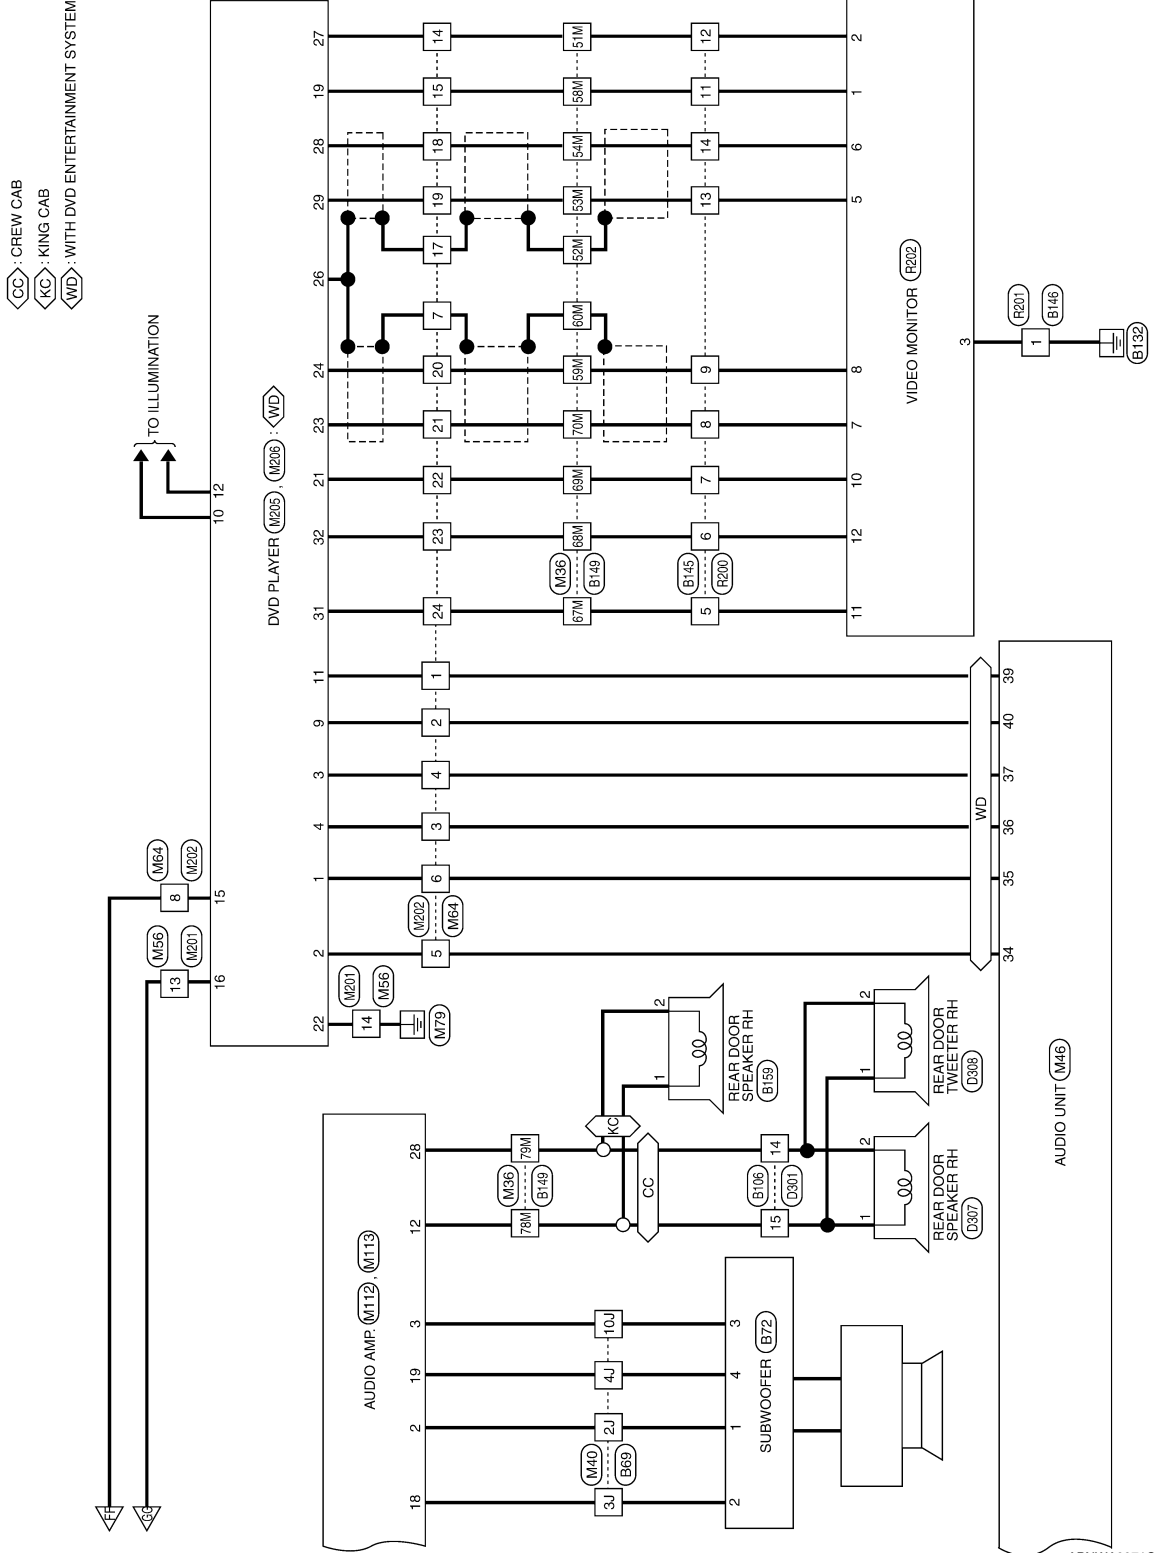 CC : CREW CAB
KC : KING CAB
WD : WITH DVD ENTERTAINMENT SYSTEM
TO ILLUMINATION
10
12
15
16
8
M64
M202
13
M56
M201
FF
GG
DVD PLAYER M205 , M206 : WD
27
19
28
29
26
24
23
21
32
31
11
9
3
4
1
2
22
14
15
18
19
17
7
20
21
22
23
24
1
2
4
3
6
5
M202
M64
14
M201
M56
M79
51M
58M
54M
53M
52M
60M
59M
70M
69M
68M
67M
M36
B149
12
11
14
13
9
8
7
6
5
B145
R200
2
1
6
5
8
7
10
12
11
VIDEO MONITOR R202
3
1
R201
B146
B132
WD
39
40
37
36
35
34
AUDIO UNIT M46
AUDIO AMP. M112 , M113
28
12
3
19
2
18
79M
78M
M36
B149
KC
CC
14
15
B106
D301
2
1
REAR DOOR
SPEAKER RH
B159
2
1
REAR DOOR
TWEETER RH
D308
2
1
REAR DOOR
SPEAKER RH
D307
10J
4J
2J
3J
M40
B69
3
4
1
2
SUBWOOFER B72